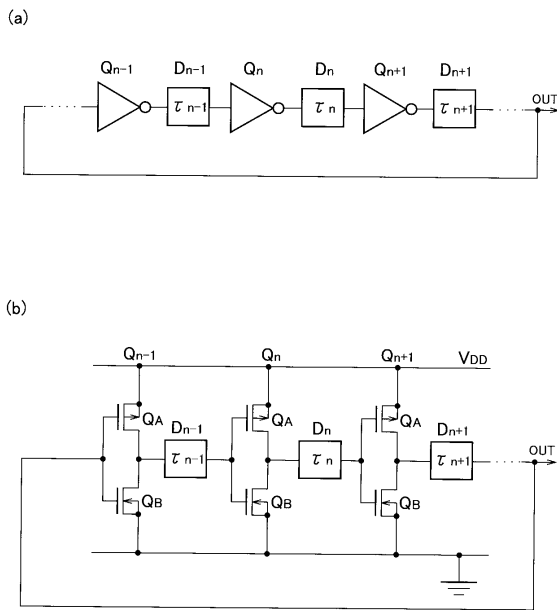 (a)
Qn-1 Dn-1 Qn Dn Qn+1 Dn+1
τ n-1 τ n τ n+1 OUT
(b)
Qn-1 Qn Qn+1 VDD
QA QA QA
Dn-1 Dn Dn+1
τ n-1 τ n τ n+1 OUT
QB QB QB